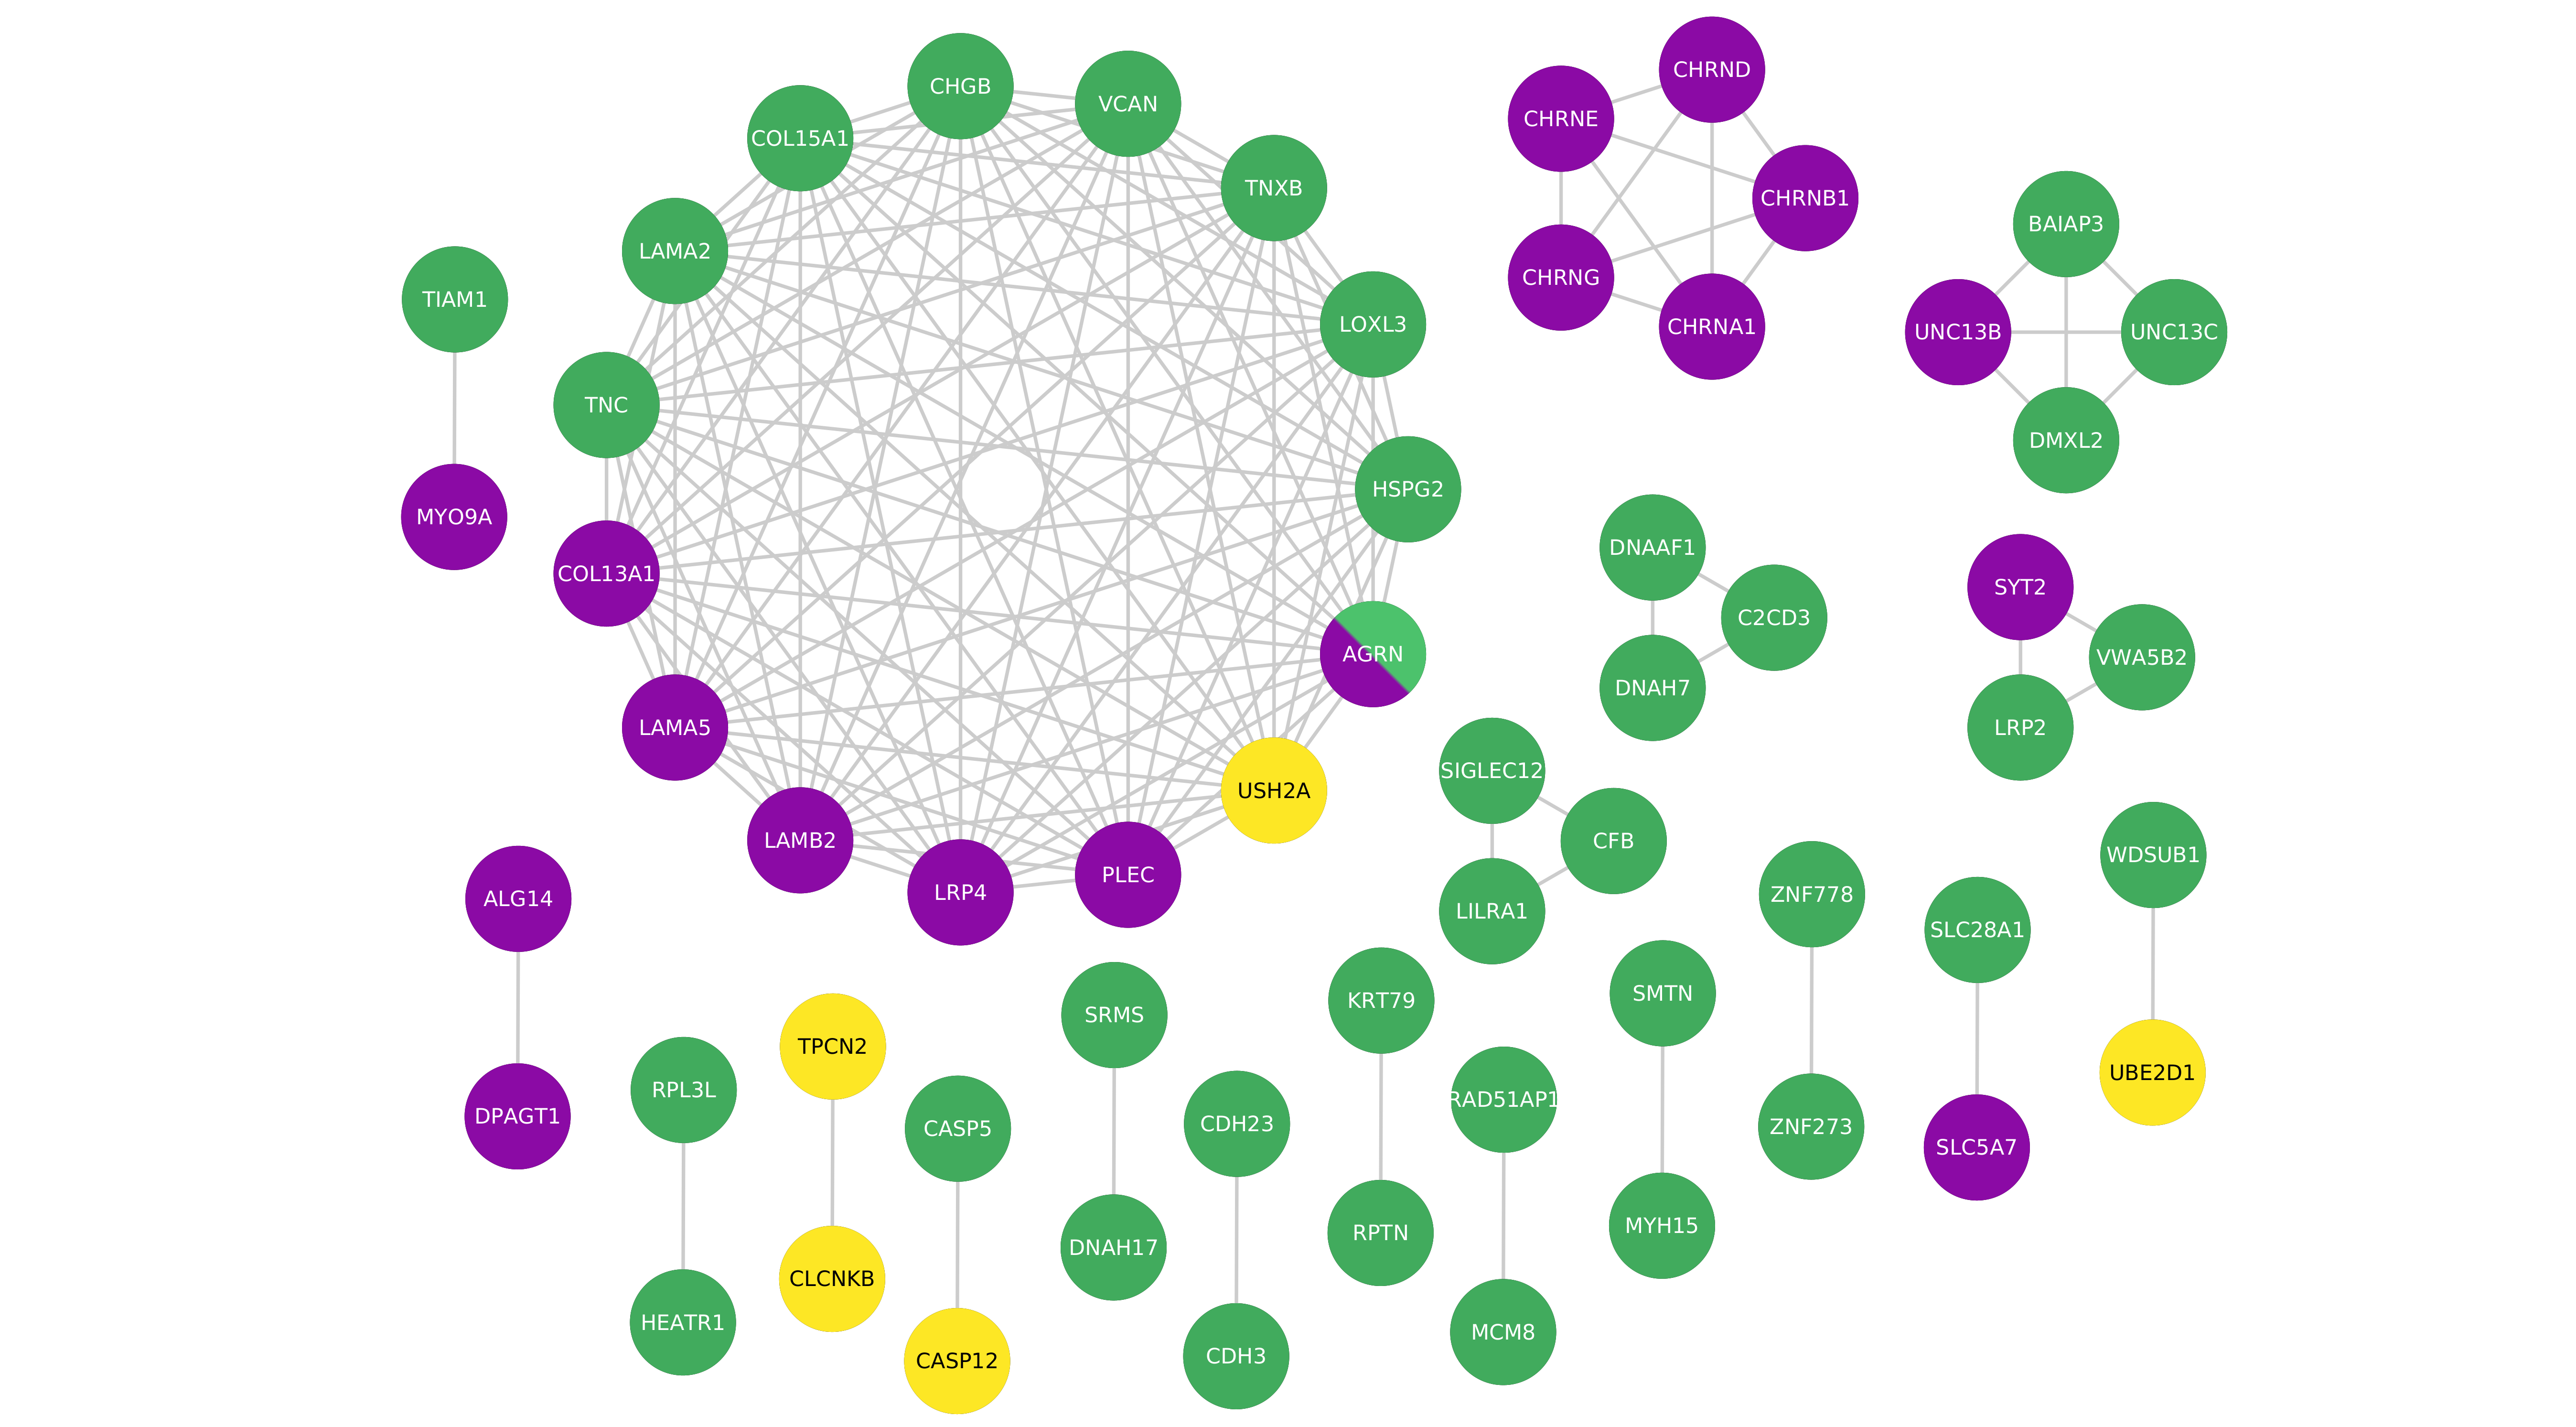 CHRND
CHGB
VCAN
CHRNE
COL15A1
TNXB
CHRNB1
BAIAP3
LAMA2
CHRNG
TIAM1
LOXL3
CHRNA1
UNC13B
UNC13C
TNC
DMXL2
HSPG2
MYO9A
DNAAF1
COL13A1
SYT2
C2CD3
AGRN
VWA5B2
DNAH7
LAMA5
LRP2
SIGLEC12
USH2A
LAMB2
CFB
WDSUB1
PLEC
LRP4
ZNF778
ALG14
LILRA1
SLC28A1
SMTN
KRT79
SRMS
TPCN2
UBE2D1
RPL3L
RAD51AP1
DPAGT1
CDH23
ZNF273
CASP5
SLC5A7
MYH15
RPTN
DNAH17
CLCNKB
HEATR1
MCM8
CDH3
CASP12